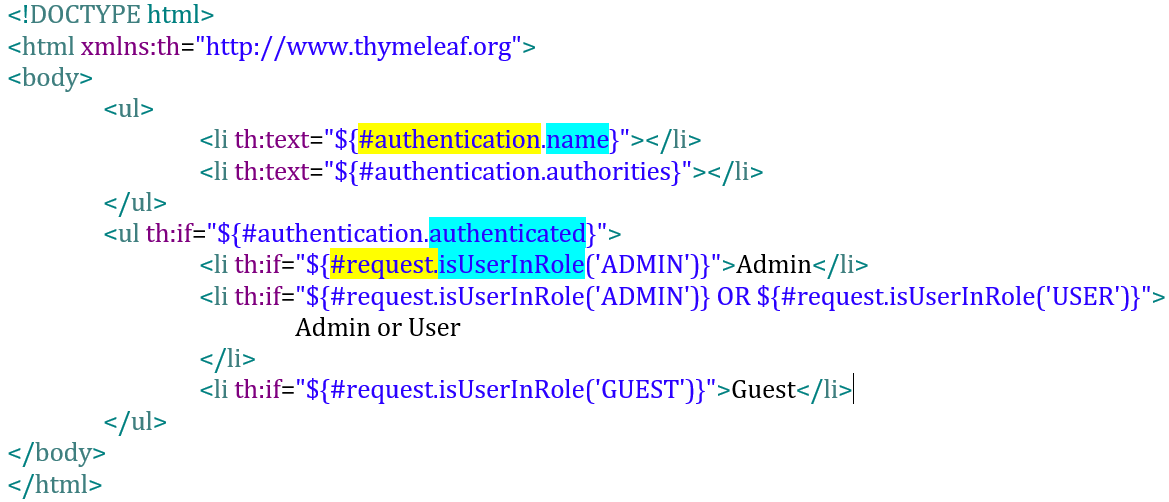 <!DOCTYPE html>
<html xmlns:th="http://www.thymeleaf.org">
<body>
<ul>
<li th:text="${#authentication.name}"></li>
<li th:text="${#authentication.authorities}"></li>
</ul>
<ul th:if="${#authentication.authenticated}">
<li th:if="${#request.isUserInRole('ADMIN')}">Admin</li>
<li th:if="${#request.isUserInRole('ADMIN')} OR ${#request.isUserInRole('USER')}">
Admin or User
</li>
<li th:if="${#request.isUserInRole('GUEST')}">Guest</li>
</ul>
</body>
</html>